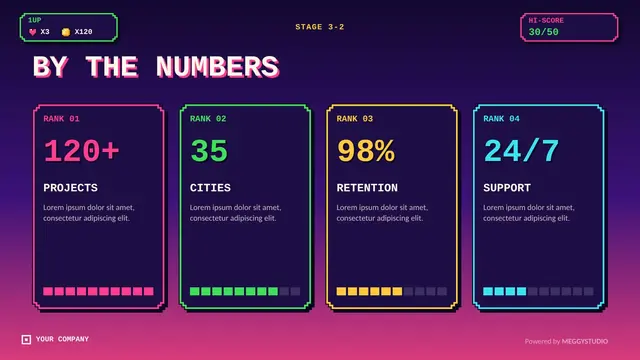 1UP
X3 X120
STAGE 3-2
HI-SCORE
30/50
BY THE NUMBERS
RANK 01
120+
PROJECTS
Lorem ipsum dolor sit amet,
consectetur adipiscing elit.
RANK 02
35
CITIES
Lorem ipsum dolor sit amet,
consectetur adipiscing elit.
RANK 03
98%
RETENTION
Lorem ipsum dolor sit amet,
consectetur adipiscing elit.
RANK 04
24/7
SUPPORT
Lorem ipsum dolor sit amet,
consectetur adipiscing elit.
YOUR COMPANY
Powered by MEGGYSTUDIO